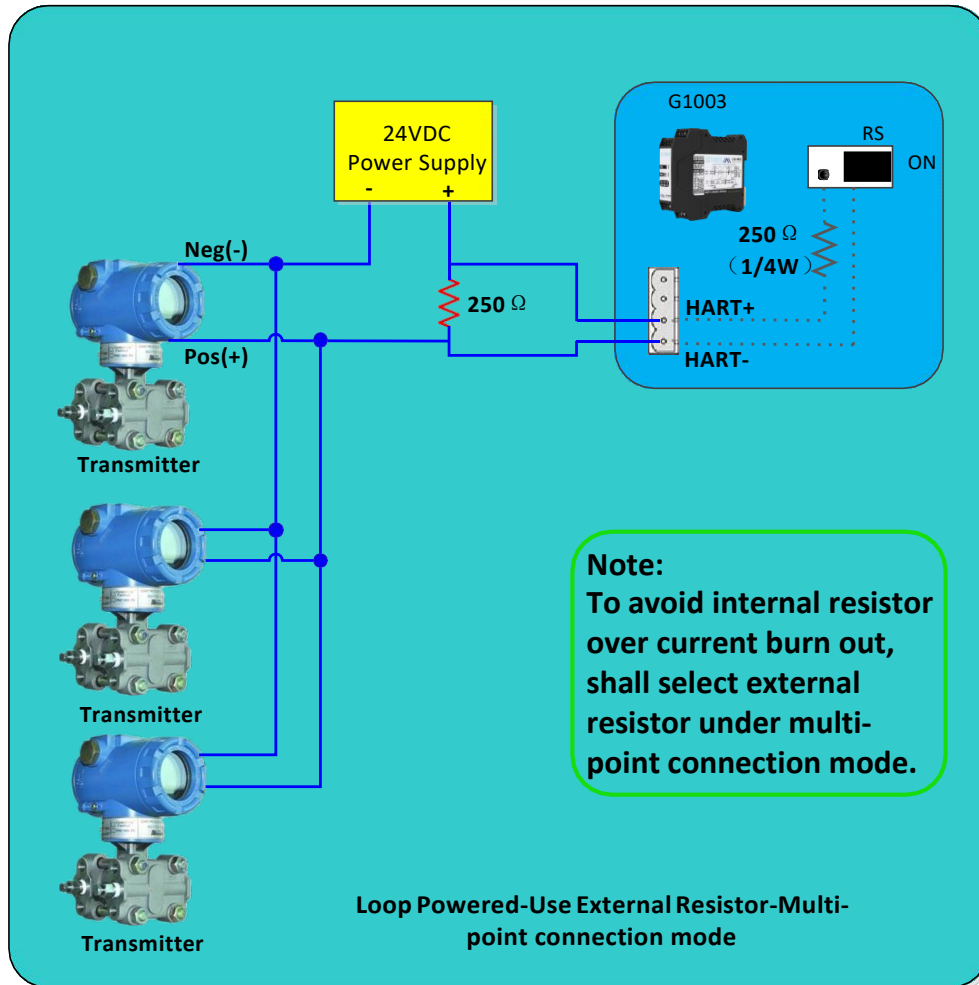 24VDC
Power Supply
- +
G1003
RS
ON
250 Ω
（1/4W）
HART+
HART-
Neg(-)
250 Ω
Pos(+)
Transmitter
Transmitter
Transmitter
Note:
To avoid internal resistor
over current burn out,
shall select external
resistor under multi-
point connection mode.
Loop Powered-Use External Resistor-Multi-
point connection mode